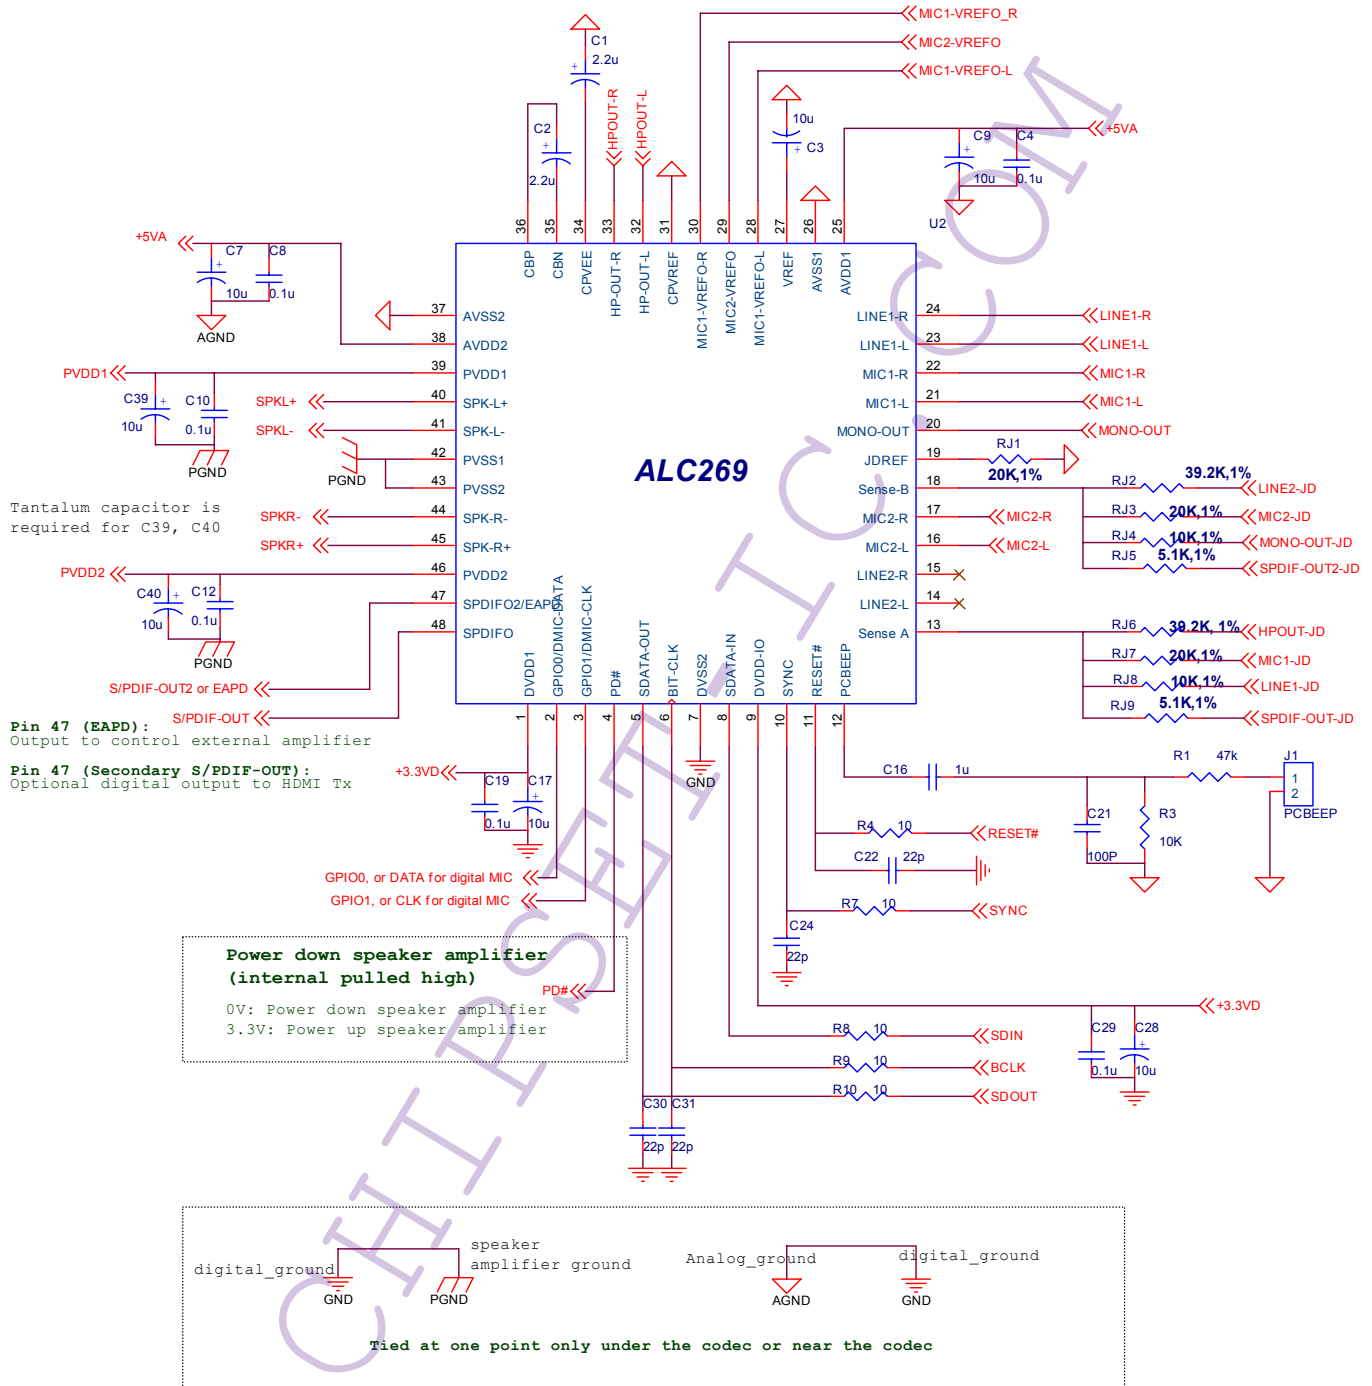 MIC1-VREFO_R
MIC2-VREFO
MIC1-VREFO-L
C1
2.2u
HPOUT-R
HPOUT-L
C2
2.2u
10u
C3
C9
10u
C4
0.1u
+5VA
U2
36
35
34
33
32
31
30
29
28
27
26
25
CBP
CBN
CPVEE
HP-OUT-R
HP-OUT-L
CPVREF
MIC1-VREFO-R
MIC2-VREFO
MIC1-VREFO-L
VREF
AVSS1
AVDD1
+5VA
C7
C8
10u
0.1u
AGND
37 AVSS2
38 AVDD2
PVDD1
39 PVDD1
C39
C10
10u
0.1u
PGND
SPKL+
40 SPK-L+
SPKL-
41 SPK-L-
PGND
42 PVSS1
43 PVSS2
Tantalum capacitor is
required for C39, C40
SPKR-
44 SPK-R-
SPKR+
45 SPK-R+
PVDD2
46 PVDD2
C40
C12
10u
0.1u
PGND
47 SPDIFO2/EAPD
48 SPDIFO
S/PDIF-OUT2 or EAPD
S/PDIF-OUT
ALC269
LINE1-R 24 LINE1-R
LINE1-L 23 LINE1-L
MIC1-R 22 MIC1-R
MIC1-L 21 MIC1-L
MONO-OUT 20 MONO-OUT
JDREF 19 RJ1
20K,1%
Sense-B 18
RJ2 39.2K,1% LINE2-JD
MIC2-R 17 MIC2-R
RJ3 20K,1% MIC2-JD
MIC2-L 16 MIC2-L
RJ4 10K,1% MONO-OUT-JD
RJ5 5.1K,1% SPDIF-OUT2-JD
LINE2-R 15
LINE2-L 14
Sense A 13
RJ6 39.2K, 1% HPOUT-JD
RJ7 20K,1% MIC1-JD
RJ8 10K,1% LINE1-JD
RJ9 5.1K,1% SPDIF-OUT-JD
DVDD1
GPIO0/DMIC-DATA
GPIO1/DMIC-CLK
PD#
SDATA-OUT
BIT-CLK
DVSS2
SDATA-IN
DVDD-IO
SYNC
RESET#
PCBEEP
1
2
3
4
5
6
7
8
9
10
11
12
Pin 47 (EAPD):
Output to control external amplifier
Pin 47 (Secondary S/PDIF-OUT):
Optional digital output to HDMI Tx
+3.3VD
C19
C17
0.1u
10u
GND
C16
1u
R1
47k
J1
1
2
PCBEEP
C21
100P
R3
10K
R4 10 RESET#
C22 22p
GPIO0, or DATA for digital MIC
GPIO1, or CLK for digital MIC
R7 10 SYNC
C24
22p
Power down speaker amplifier
(internal pulled high)
PD#
0V: Power down speaker amplifier
3.3V: Power up speaker amplifier
+3.3VD
C29
C28
0.1u
10u
R8 10 SDIN
R9 10 BCLK
R10 10 SDOUT
C30
C31
22p
22p
digital_ground
speaker
amplifier ground
GND
PGND
Analog_ground
digital_ground
AGND
GND
Tied at one point only under the codec or near the codec
CHIPSET-IC.COM